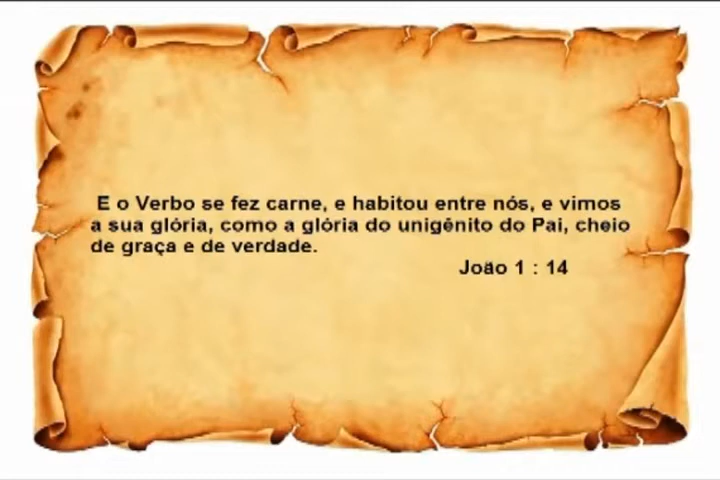 E o Verbo se fez carne, e habitou entre nós, e vimos
a sua glória, como a glória do unigênito do Pai, cheio
de graça e de verdade.
João 1 : 14